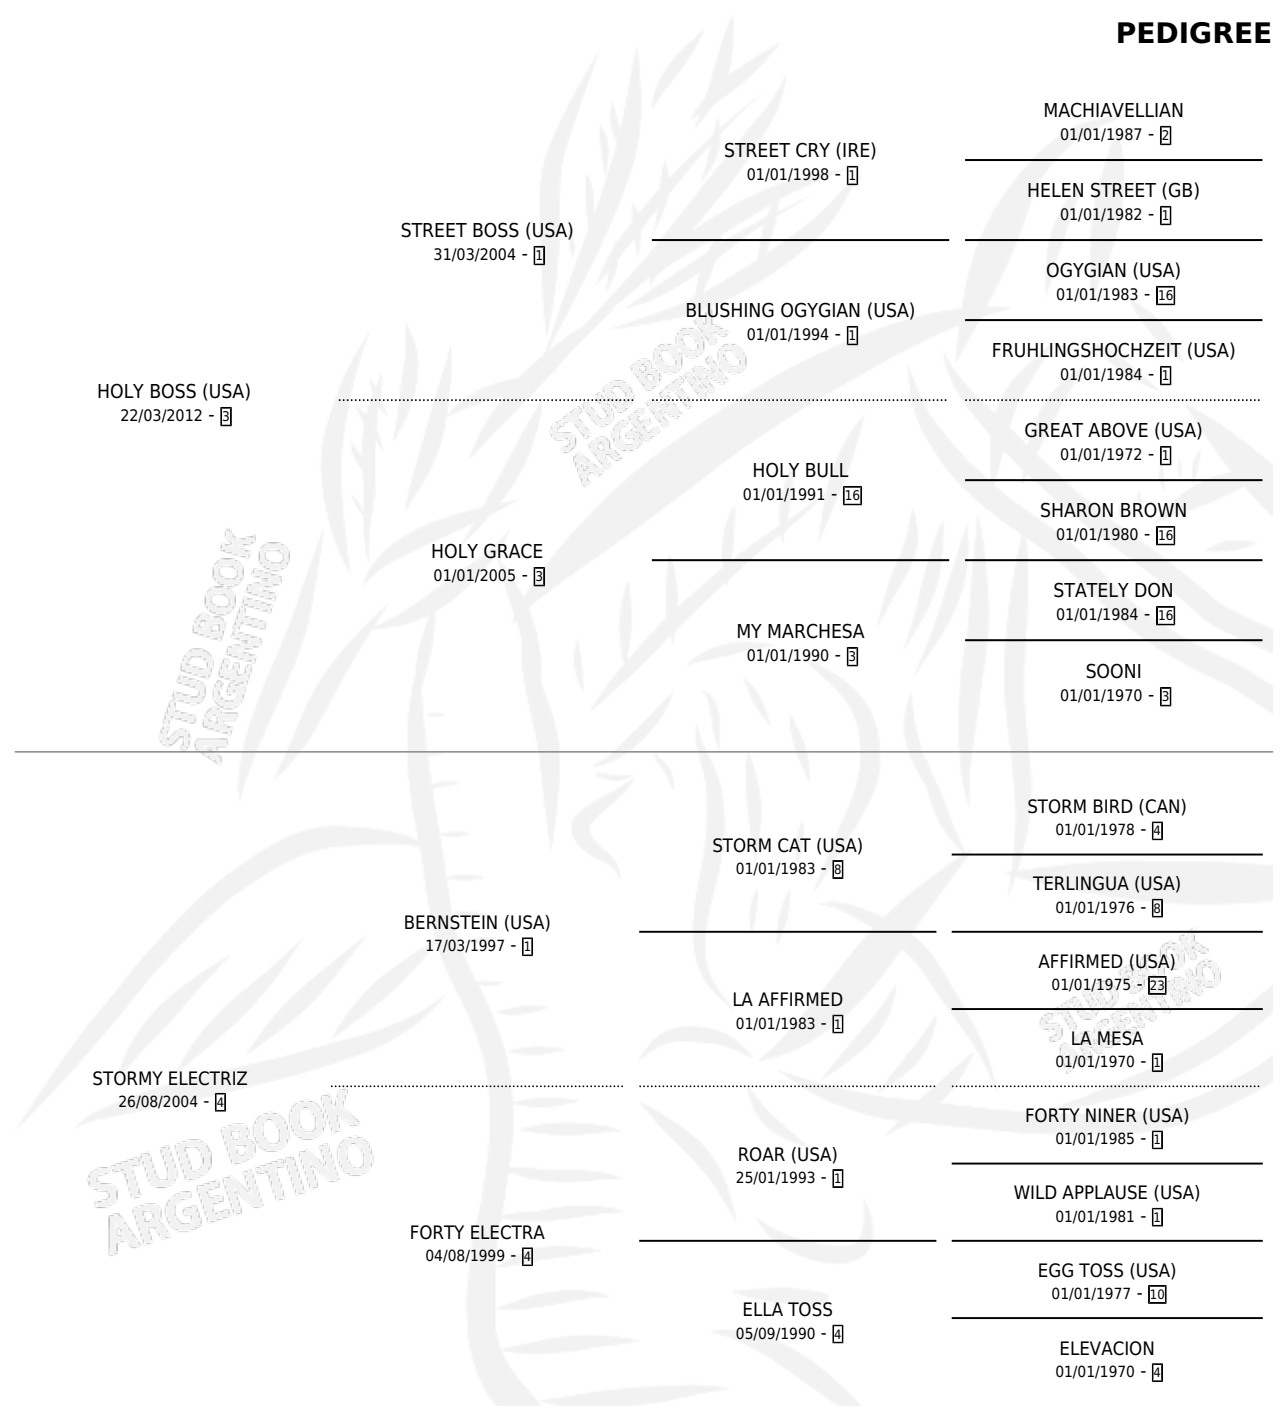 PEDIGREE
MACHIAVELLIAN
01/01/1987 - 2
STREET CRY (IRE)
01/01/1998 - 1
HELEN STREET (GB)
01/01/1982 - 1
STREET BOSS (USA)
31/03/2004 - 1
OGYGIAN (USA)
01/01/1983 - 16
BLUSHING OGYGIAN (USA)
01/01/1994 - 1
FRUHLINGSHOCHZEIT (USA)
01/01/1984 - 1
HOLY BOSS (USA)
22/03/2012 - 3
GREAT ABOVE (USA)
01/01/1972 - 1
HOLY BULL
01/01/1991 - 16
SHARON BROWN
01/01/1980 - 16
HOLY GRACE
01/01/2005 - 3
STATELY DON
01/01/1984 - 16
MY MARCHESA
01/01/1990 - 3
SOONI
01/01/1970 - 3
STORM BIRD (CAN)
01/01/1978 - 4
STORM CAT (USA)
01/01/1983 - 8
TERLINGUA (USA)
01/01/1976 - 8
BERNSTEIN (USA)
17/03/1997 - 1
AFFIRMED (USA)
01/01/1975 - 23
LA AFFIRMED
01/01/1983 - 1
LA MESA
01/01/1970 - 1
STORMY ELECTRIZ
26/08/2004 - 4
FORTY NINER (USA)
01/01/1985 - 1
ROAR (USA)
25/01/1993 - 1
WILD APPLAUSE (USA)
01/01/1981 - 1
FORTY ELECTRA
04/08/1999 - 4
EGG TOSS (USA)
01/01/1977 - 10
ELLA TOSS
05/09/1990 - 4
ELEVACION
01/01/1970 - 4
STUD BOOK
ARGENTINO
STUD BOOK
ARGENTINO
STUD BOOK
ARGENTINO
STUD BOOK
ARGENTINO